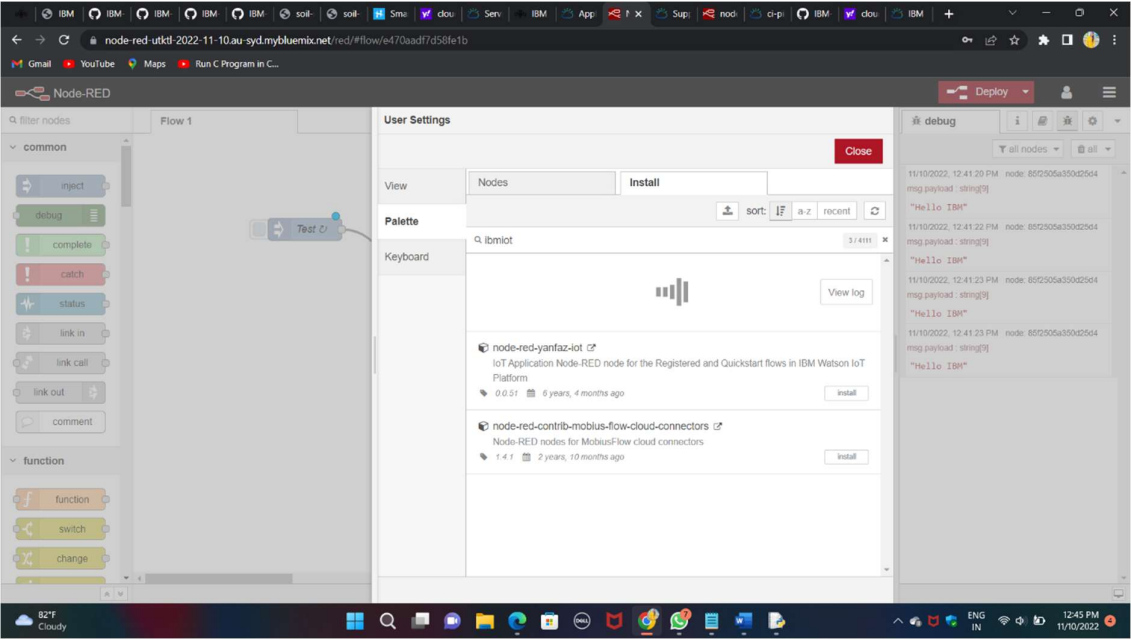 IBM
IBM-
IBM-
IBM-
IBM-
soil-
soil-
Sma
clou
Serv
IBM
App
N
Sup
node
ci-pi
IBM-
clou
IBM
node-red-utktl-2022-11-10.au-syd.mybluemix.net/red/#flow/e470aadf7d58fe1b
Gmail YouTube Maps Run C Program in C...
Node-RED
Deploy
filter nodes
Flow 1
User Settings
debug
i
common
Close
all nodes
all
inject
debug
complete
catch
status
link in
link call
link out
comment
function
function
switch
change
Test
View
Palette
Keyboard
Nodes
Install
sort:
a-z
recent
ibmiot
3 / 4111
View log
node-red-yanfaz-iot
IoT Application Node-RED node for the Registered and Quickstart flows in IBM Watson IoT
Platform
0.0.51 6 years, 4 months ago
install
node-red-contrib-mobius-flow-cloud-connectors
Node-RED nodes for MobiusFlow cloud connectors
1.4.1 2 years, 10 months ago
install
11/10/2022, 12:41:20 PM node: 85f2505a350d25d4
msg.payload : string[9]
"Hello IBM"
11/10/2022, 12:41:22 PM node: 85f2505a350d25d4
msg.payload : string[9]
"Hello IBM"
11/10/2022, 12:41:23 PM node: 85f2505a350d25d4
msg.payload : string[9]
"Hello IBM"
11/10/2022, 12:41:23 PM node: 85f2505a350d25d4
msg.payload : string[9]
"Hello IBM"
82°F
Cloudy
DELL
7
ENG
IN
12:45 PM
11/10/2022
4